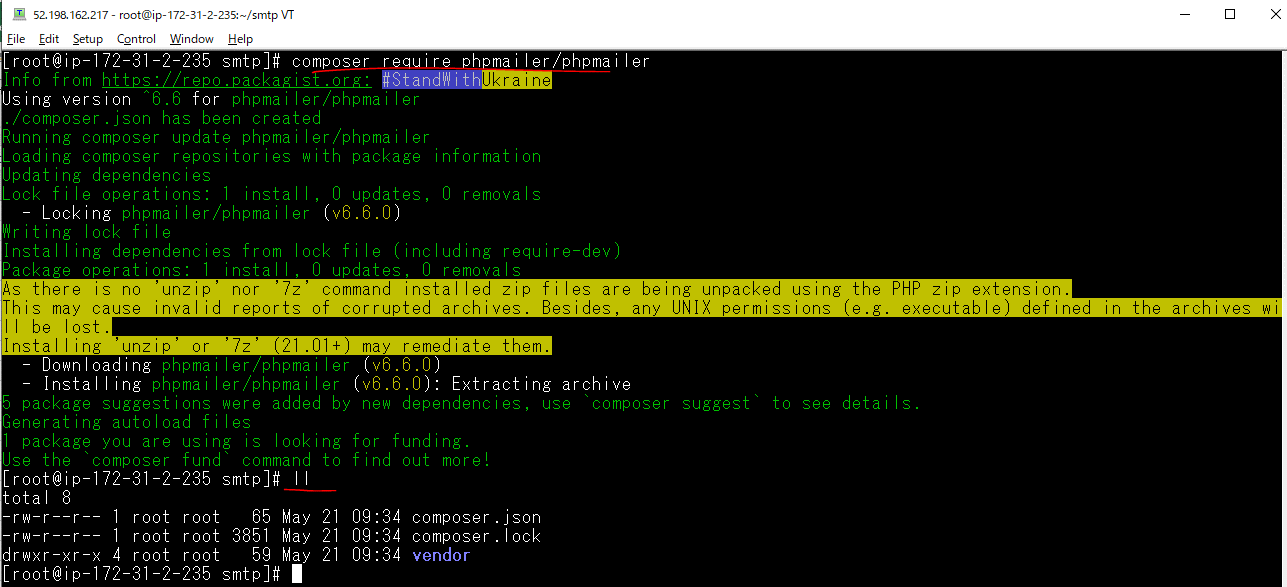 52.198.162.217 - root@ip-172-31-2-235:~/smtp VT
File Edit Setup Control Window Help
[root@ip-172-31-2-235 smtp]# composer require phpmailer/phpmailer
Info from https://repo.packagist.org: #StandWithUkraine
Using version ^6.6 for phpmailer/phpmailer
./composer.json has been created
Running composer update phpmailer/phpmailer
Loading composer repositories with package information
Updating dependencies
Lock file operations: 1 install, 0 updates, 0 removals
  - Locking phpmailer/phpmailer (v6.6.0)
Writing lock file
Installing dependencies from lock file (including require-dev)
Package operations: 1 install, 0 updates, 0 removals
As there is no 'unzip' nor '7z' command installed zip files are being unpacked using the PHP zip extension.
This may cause invalid reports of corrupted archives. Besides, any UNIX permissions (e.g. executable) defined in the archives wi
ll be lost.
Installing 'unzip' or '7z' (21.01+) may remediate them.
  - Downloading phpmailer/phpmailer (v6.6.0)
  - Installing phpmailer/phpmailer (v6.6.0): Extracting archive
5 package suggestions were added by new dependencies, use `composer suggest` to see details.
Generating autoload files
1 package you are using is looking for funding.
Use the `composer fund` command to find out more!
[root@ip-172-31-2-235 smtp]# ll
total 8
-rw-r--r-- 1 root root   65 May 21 09:34 composer.json
-rw-r--r-- 1 root root 3851 May 21 09:34 composer.lock
drwxr-xr-x 4 root root   59 May 21 09:34 vendor
[root@ip-172-31-2-235 smtp]#